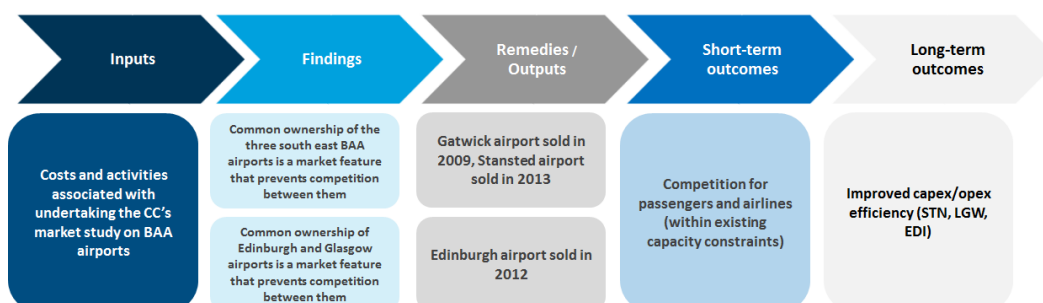 Inputs
Findings
Remedies /
Outputs
Short-term
outcomes
Long-term
outcomes
Costs and activities
associated with
undertaking the CC's
market study on BAA
airports
Common ownership of the
three south east BAA
airports is a market feature
that prevents competition
between them
Common ownership of
Edinburgh and Glasgow
airports is a market feature
that prevents competition
between them
Gatwick airport sold in
2009, Stansted airport
sold in 2013
Edinburgh airport sold in
2012
Competition for
passengers and airlines
(within existing
capacity constraints)
Improved capex/opex
efficiency (STN, LGW,
EDI)